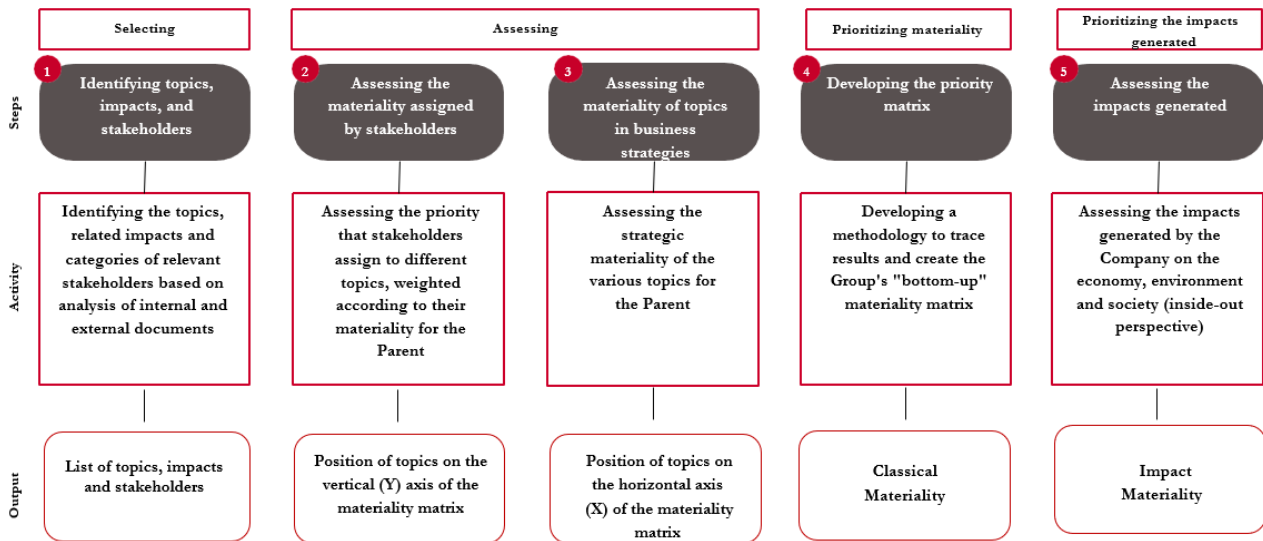 Selecting
Assessing
Prioritizing materiality
Prioritizing the impacts
generated
Steps
1
Identifying topics,
impacts, and
stakeholders
2
Assessing the
materiality assigned
by stakeholders
3
Assessing the
materiality of topics
in business
strategies
4
Developing the
priority matrix
5
Assessing the
impacts generated
Activity
Identifying the topics,
related impacts and
categories of relevant
stakeholders based on
analysis of internal and
external documents
Assessing the priority
that stakeholders
assign to different
topics, weighted
according to their
materiality for the
Parent
Assessing the
strategic
materiality of the
various topics for
the Parent
Developing a
methodology to trace
results and create the
Group's "bottom-up"
materiality matrix
Assessing the impacts
generated by the
Company on the
economy, environment
and society (inside-out
perspective)
Output
List of topics, impacts
and stakeholders
Position of topics on the
vertical (Y) axis of the
materiality matrix
Position of topics on
the horizontal axis
(X) of the materiality
matrix
Classical
Materiality
Impact
Materiality